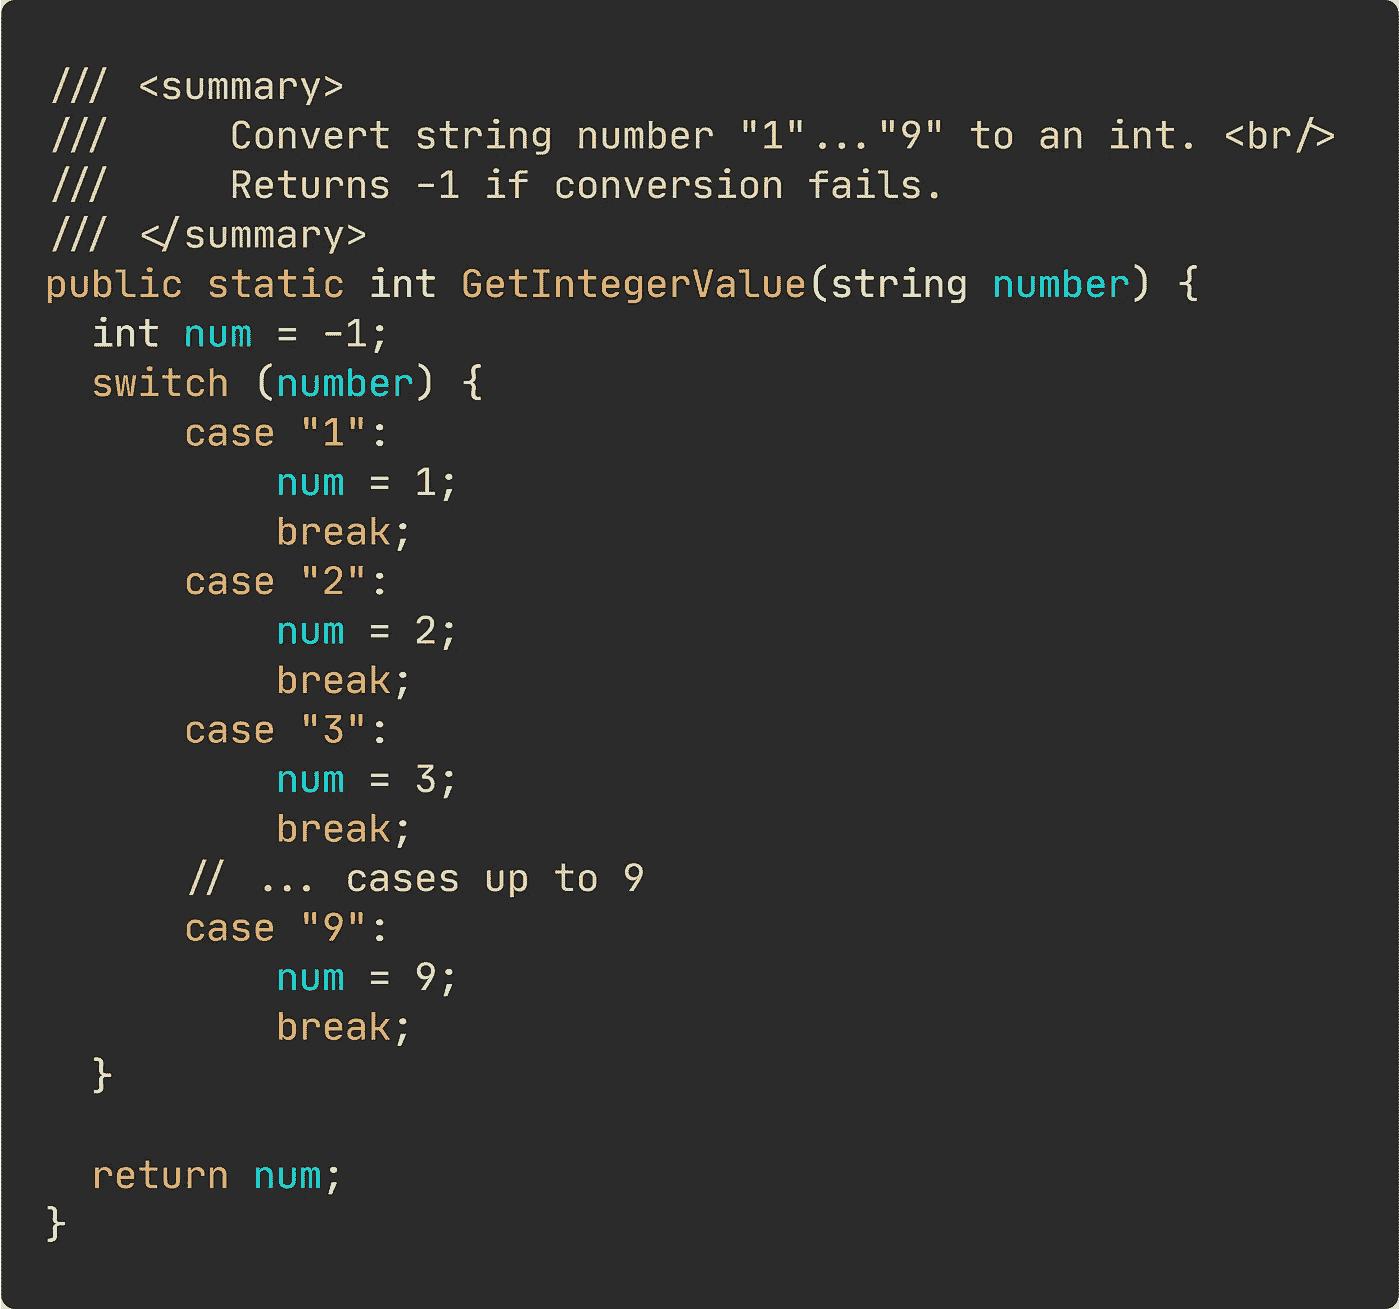 /// <summary>
///     Convert string number "1"..."9" to an int. <br/>
///     Returns -1 if conversion fails.
/// </summary>
public static int GetIntegerValue(string number) {
  int num = -1;
  switch (number) {
      case "1":
          num = 1;
          break;
      case "2":
          num = 2;
          break;
      case "3":
          num = 3;
          break;
      // ... cases up to 9
      case "9":
          num = 9;
          break;
  }

  return num;
}